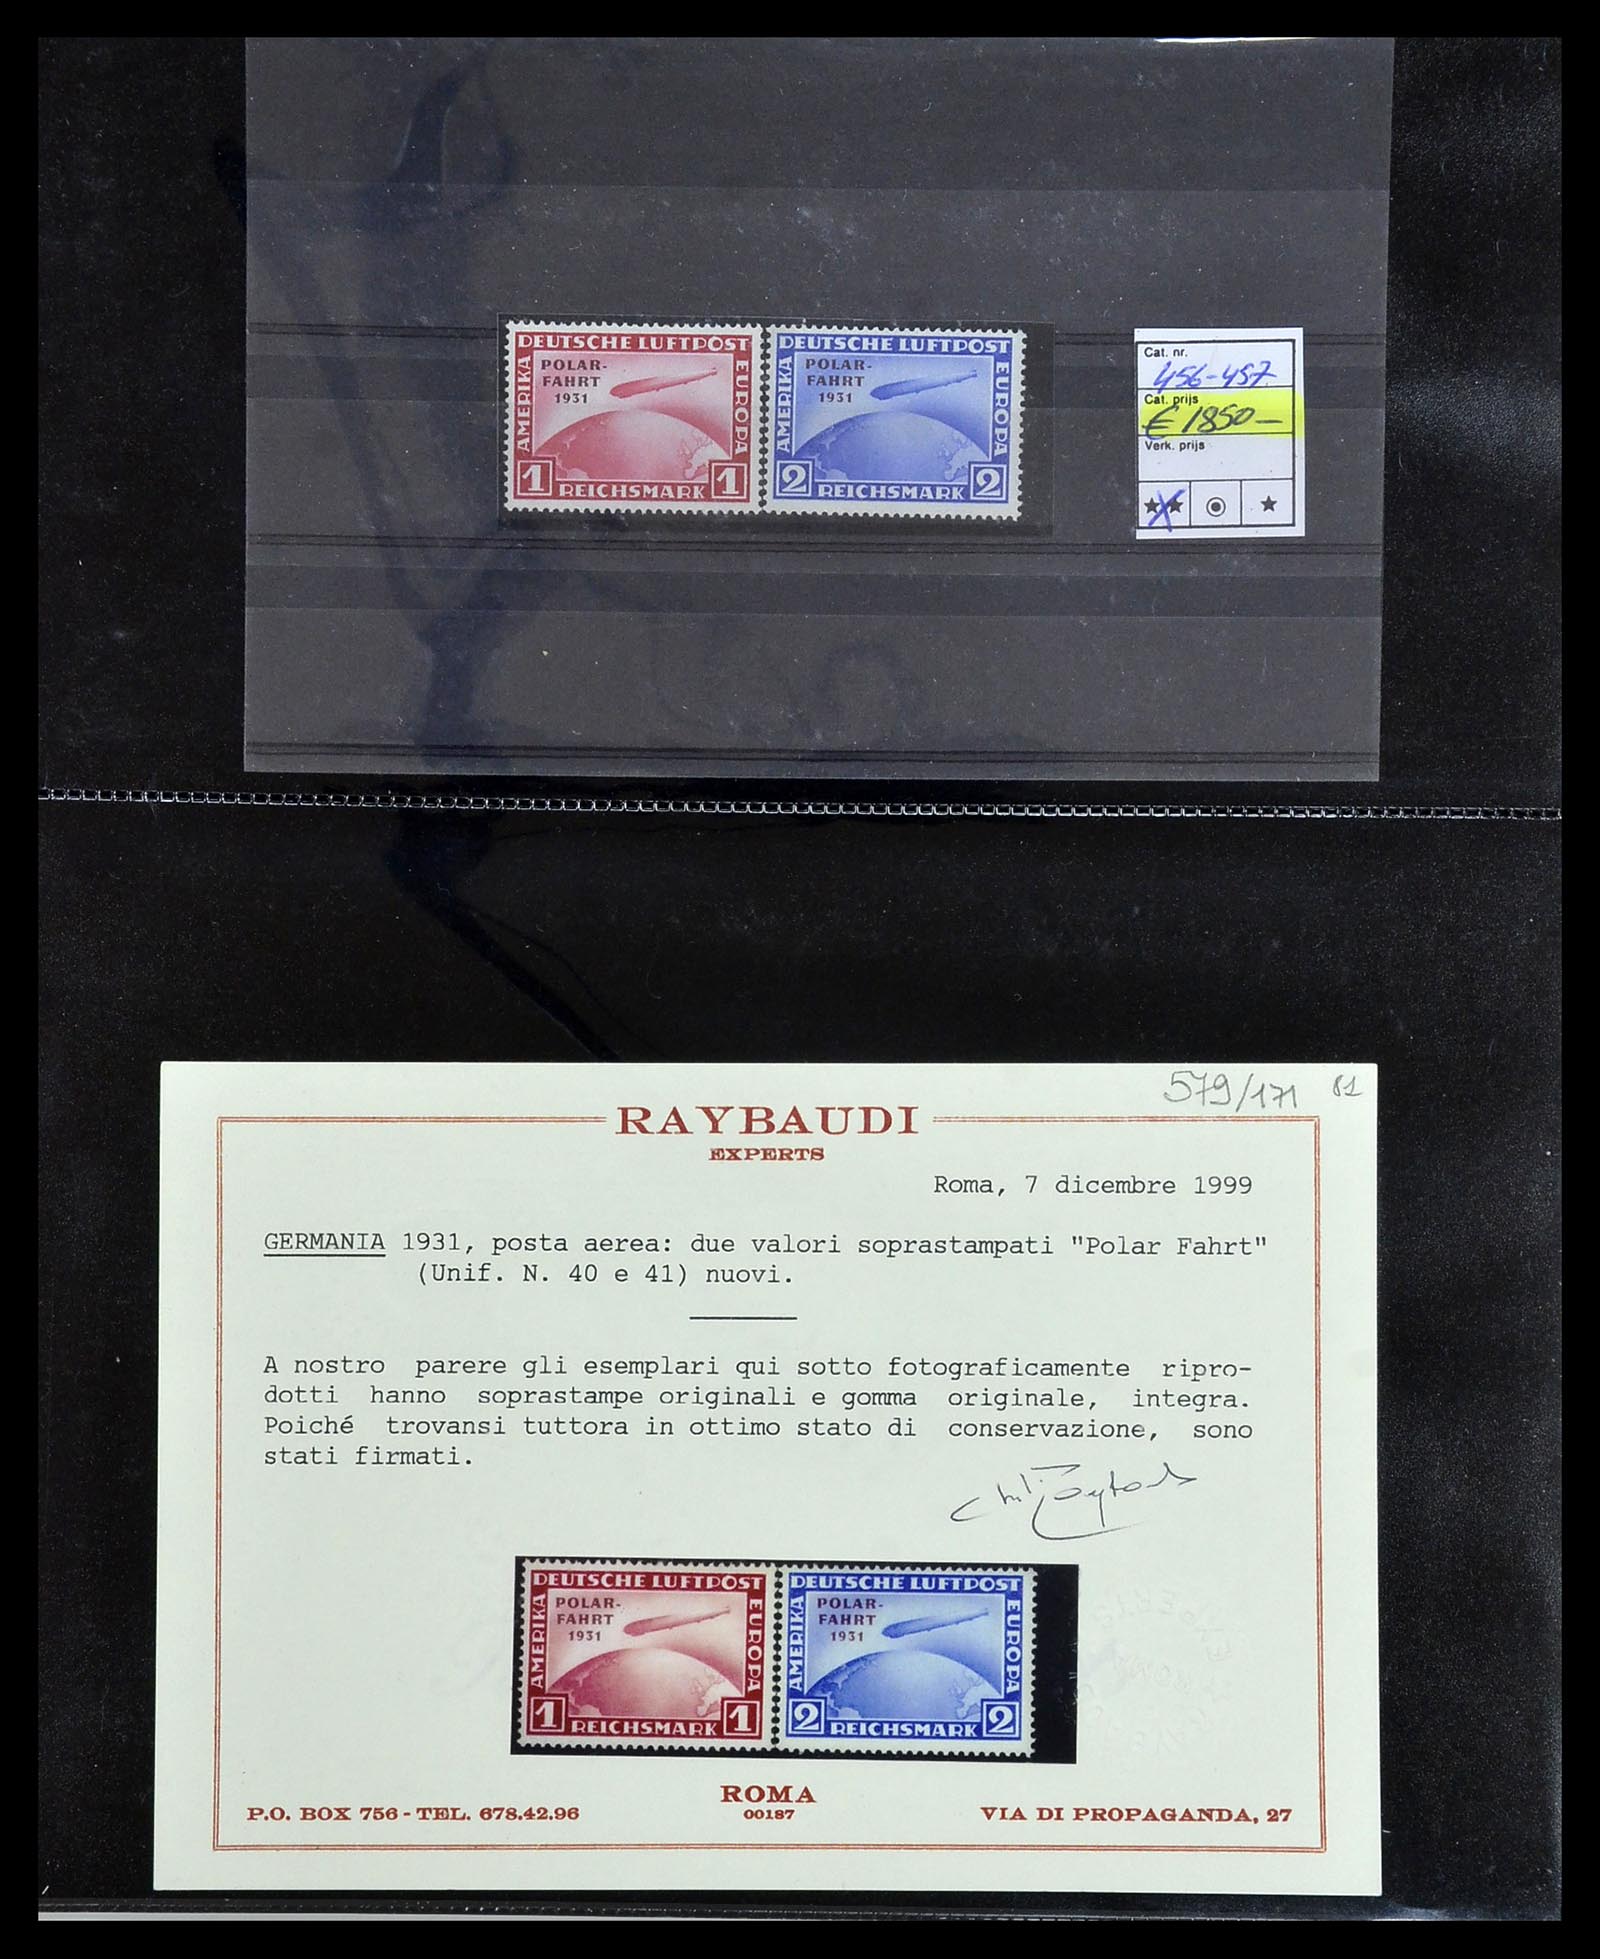 DEUTSCHE LUFTPOST
AMERIKA
POLAR-
FAHRT
1931
EUROPA
1 REICHSMARK 1
DEUTSCHE LUFTPOST
AMERIKA
POLAR-
FAHRT
1931
EUROPA
2 REICHSMARK 2
Cat. nr.
456-457
Cat. prijs
€ 1850-
Verk. prijs
579/171 81
RAYBAUDI
EXPERTS
Roma, 7 dicembre 1999
GERMANIA 1931, posta aerea: due valori soprastampati "Polar Fahrt"
(Unif. N. 40 e 41) nuovi.
A nostro parere gli esemplari qui sotto fotograficamente ripro-
dotti hanno soprastampe originali e gomma originale, integra.
Poiché trovansi tuttora in ottimo stato di conservazione, sono
stati firmati.
DEUTSCHE LUFTPOST
AMERIKA
POLAR-
FAHRT
1931
EUROPA
1 REICHSMARK 1
DEUTSCHE LUFTPOST
AMERIKA
POLAR-
FAHRT
1931
EUROPA
2 REICHSMARK 2
ROMA
00187
P.O. BOX 756 - TEL. 678.42.96
VIA DI PROPAGANDA, 27